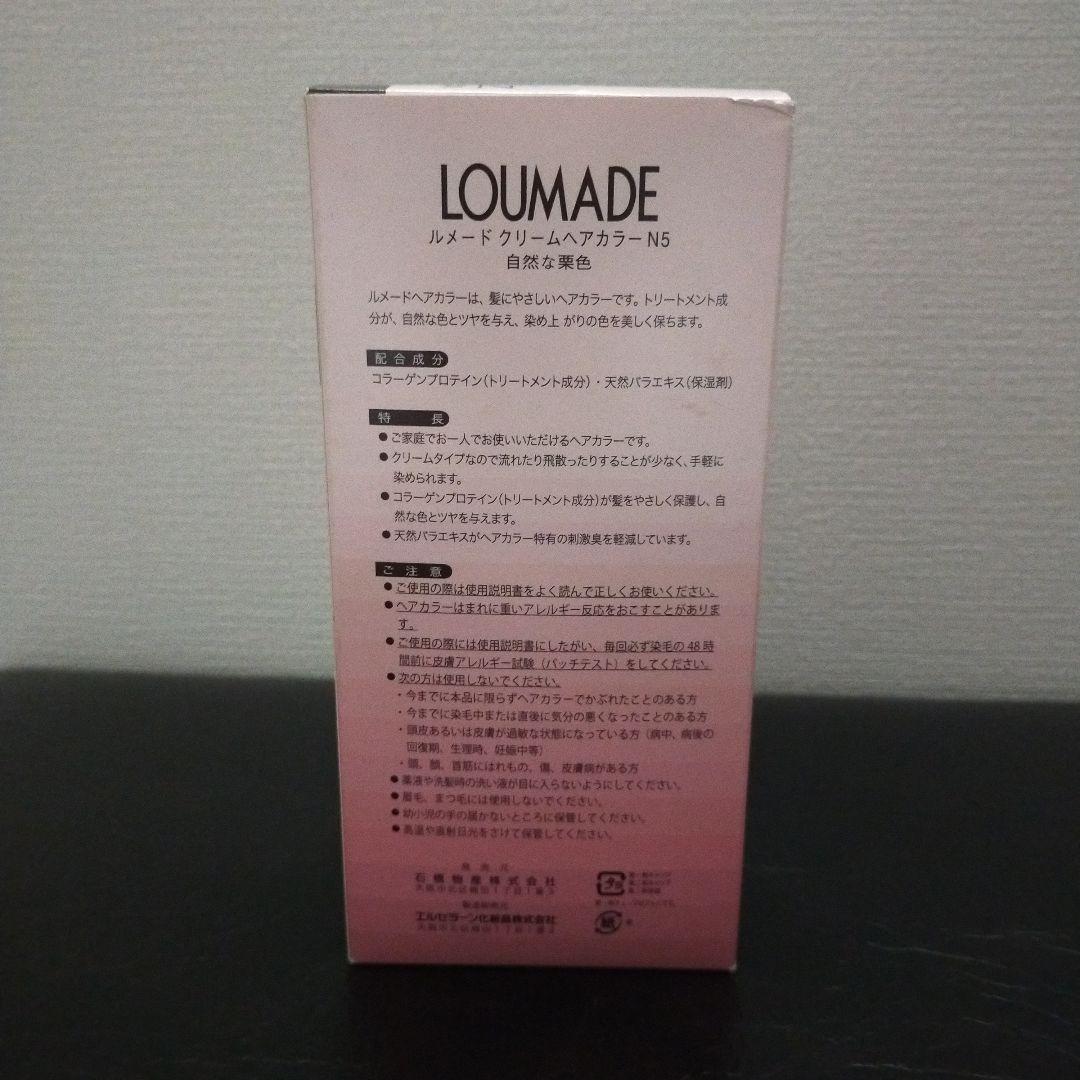 LOUMADE
ルメード クリームヘアカラー N5
自然な栗色
ルメードヘアカラーは、髪にやさしいヘアカラーです。トリートメント成
分が、自然な色とツヤを与え、染め上 がりの色を美しく保ちます。
配合成分
コラーゲンプロテイン(トリートメント成分)・天然バラエキス(保湿剤)
特長
●ご家庭でお一人でお使いいただけるヘアカラーです。
●クリームタイプなので流れたり飛散ったりすることが少なく、手軽に
染められます。
●コラーゲンプロテイン(トリートメント成分)が髪をやさしく保護し、自
然な色とツヤを与えます。
●天然バラエキスがヘアカラー特有の刺激臭を軽減しています。
ご注意
●ご使用の際は使用説明書をよく読んで正しくお使いください。
●ヘアカラーはまれに重いアレルギー反応をおこすことがありま
す。
●ご使用の際には使用説明書にしたがい、毎回必ず染毛の 48 時
間前に皮膚アレルギー試験(パッチテスト)をしてください。
●次の方は使用しないでください。
・今までに本品に限らずヘアカラーでかぶれたことのある方
・今までに染毛中または直後に気分の悪くなったことのある方
・頭皮あるいは皮膚が過敏な状態になっている方(病中、病後の
回復期、生理時、妊娠中等)
・頭、顔、首筋にはれもの、傷、皮膚病がある方
●薬液や洗髪時の洗い液が目に入らないようにしてください。
●眉毛、まつ毛には使用しないでください。
●幼小児の手の届かないところに保管してください。
●高温や直射日光をさけて保管してください。
発売元
石橋物産株式会社
製造販売元
エルセラーン化粧品株式会社
紙